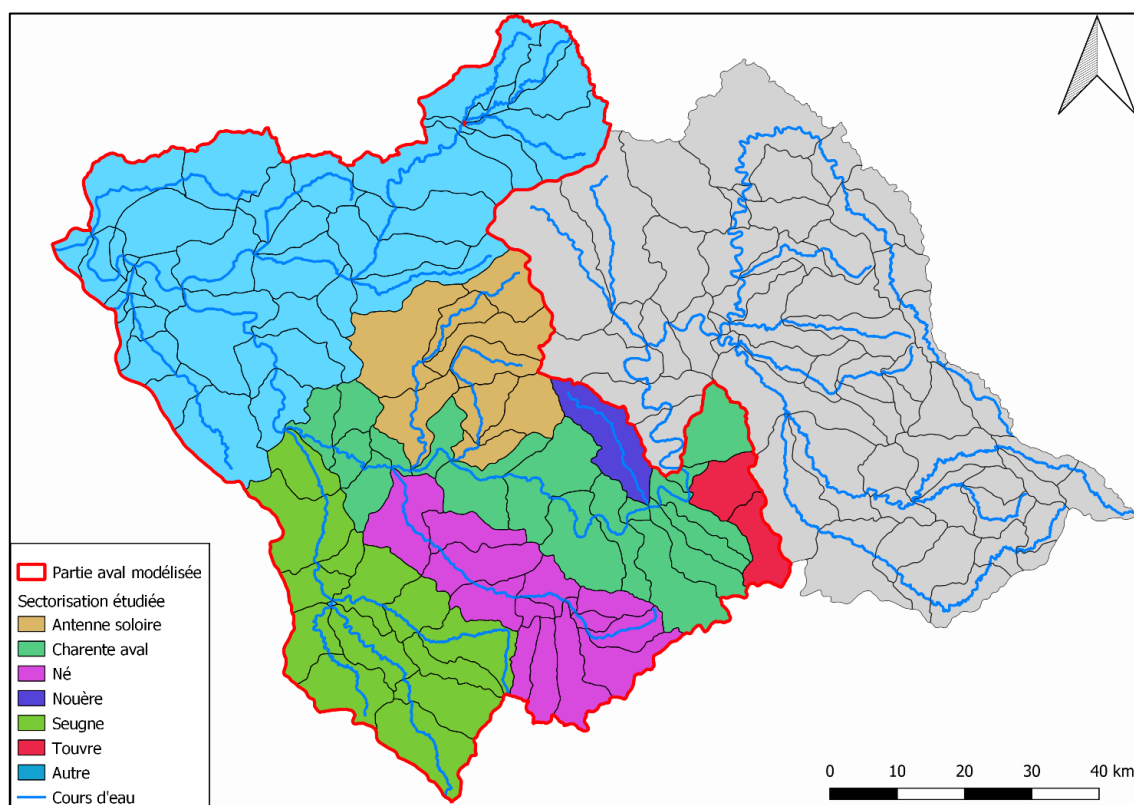 Partie aval modélisée
Sectorisation étudiée
Antenne soloire
Charente aval
Né
Nouère
Seugne
Touvre
Autre
Cours d'eau
0 10 20 30 40 km